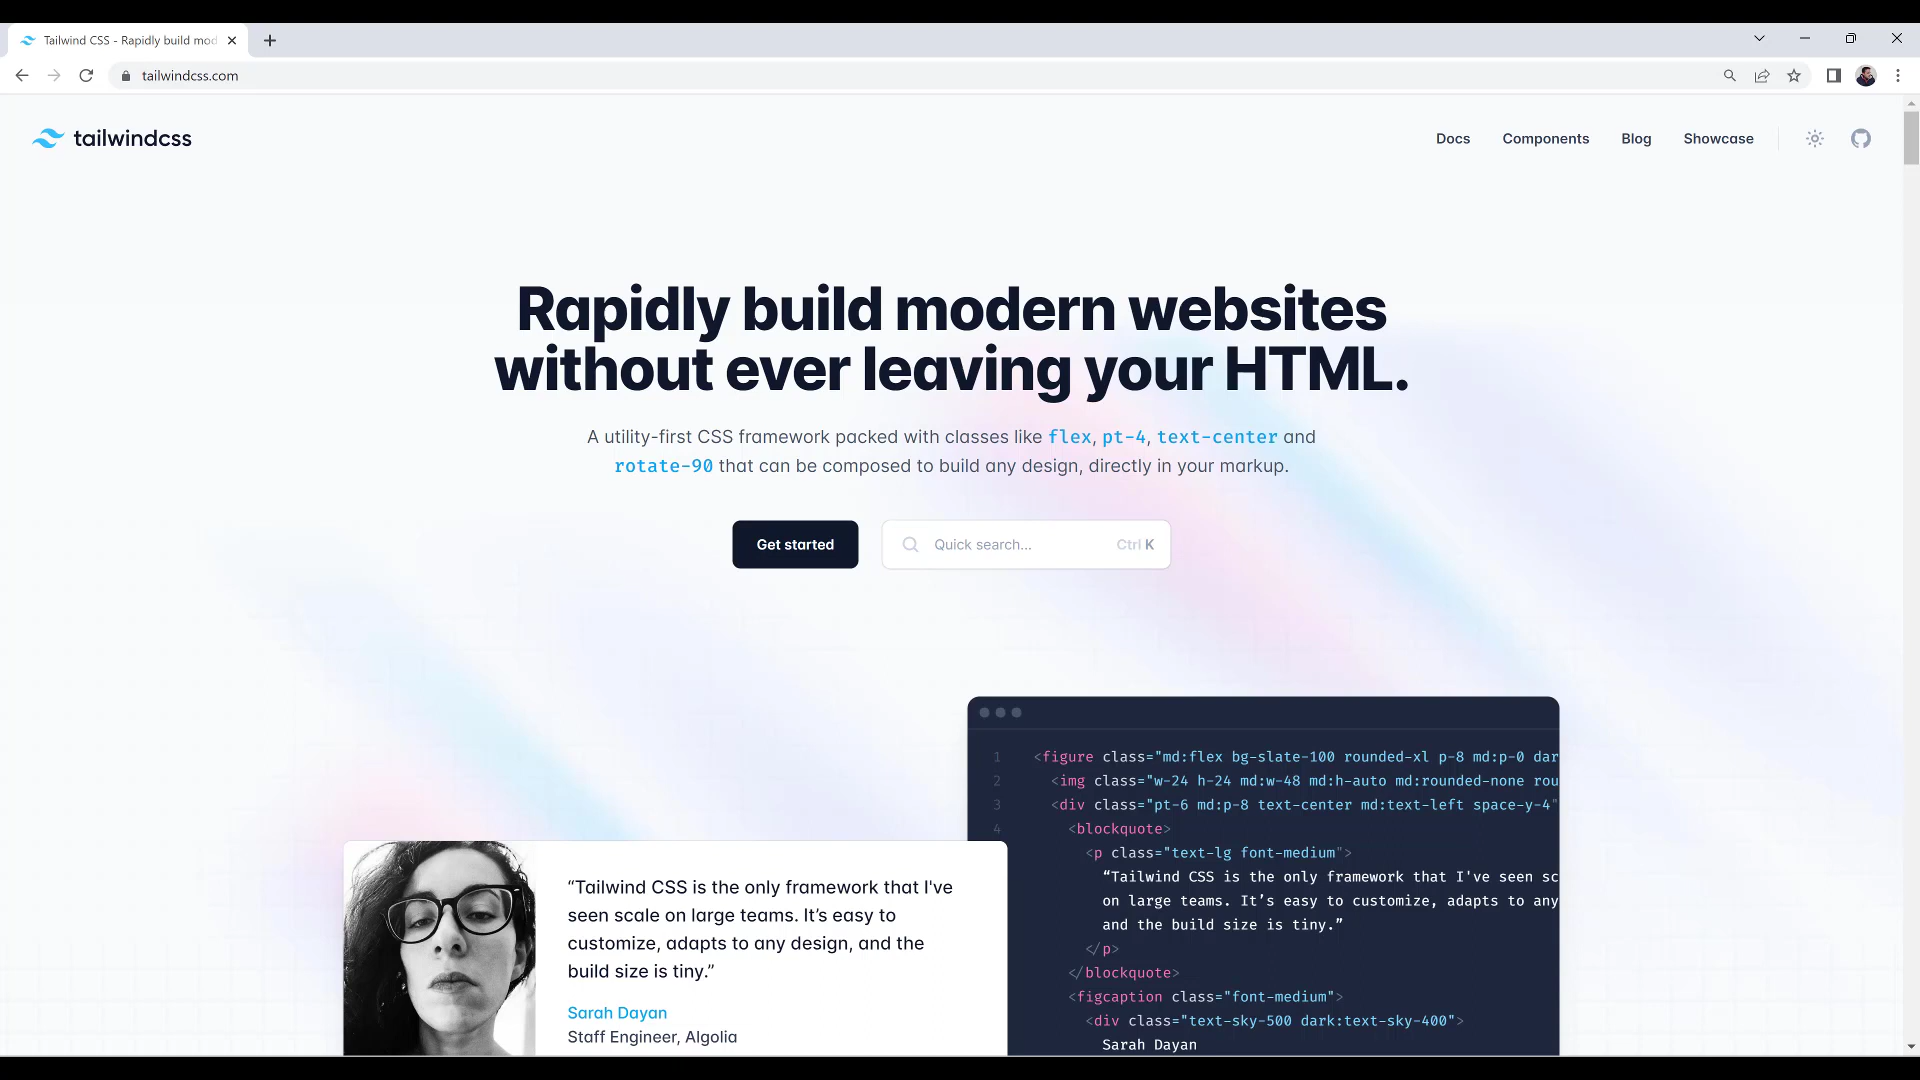 Tailwind CSS - Rapidly build mod
tailwindcss.com
tailwindcss
Docs Components Blog Showcase
Rapidly build modern websites
without ever leaving your HTML.
A utility-first CSS framework packed with classes like flex, pt-4, text-center and
rotate-90 that can be composed to build any design, directly in your markup.
Get started
Quick search... Ctrl K
1 <figure class="md:flex bg-slate-100 rounded-xl p-8 md:p-0 dar
2 <img class="w-24 h-24 md:w-48 md:h-auto md:rounded-none rou
3 <div class="pt-6 md:p-8 text-center md:text-left space-y-4"
4 <blockquote>
<p class="text-lg font-medium">
“Tailwind CSS is the only framework that I've seen sc
on large teams. It’s easy to customize, adapts to any
and the build size is tiny.”
</p>
</blockquote>
<figcaption class="font-medium">
<div class="text-sky-500 dark:text-sky-400">
Sarah Dayan
“Tailwind CSS is the only framework that I've
seen scale on large teams. It’s easy to
customize, adapts to any design, and the
build size is tiny.”
Sarah Dayan
Staff Engineer, Algolia